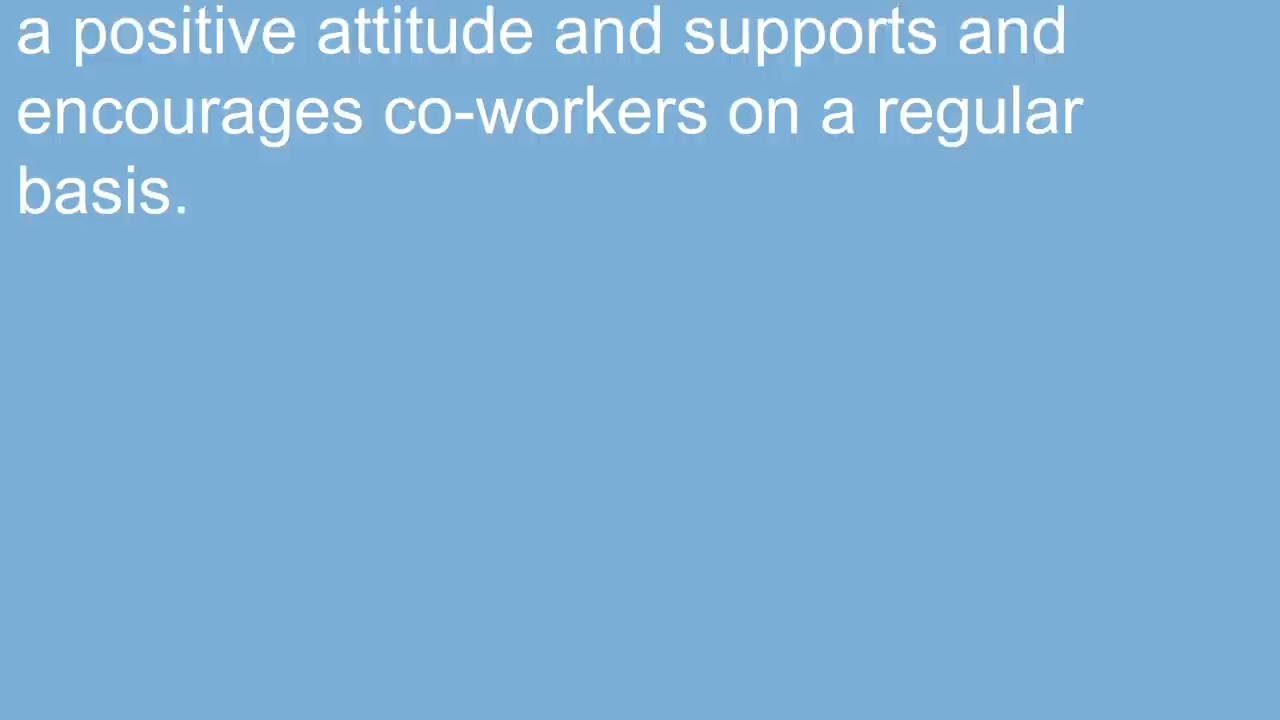 a positive attitude and supports and
encourages co-workers on a regular
basis.